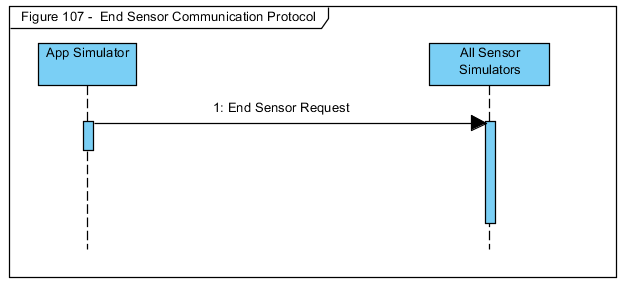 Figure 107 - End Sensor Communication Protocol
App Simulator
All Sensor
Simulators
1: End Sensor Request